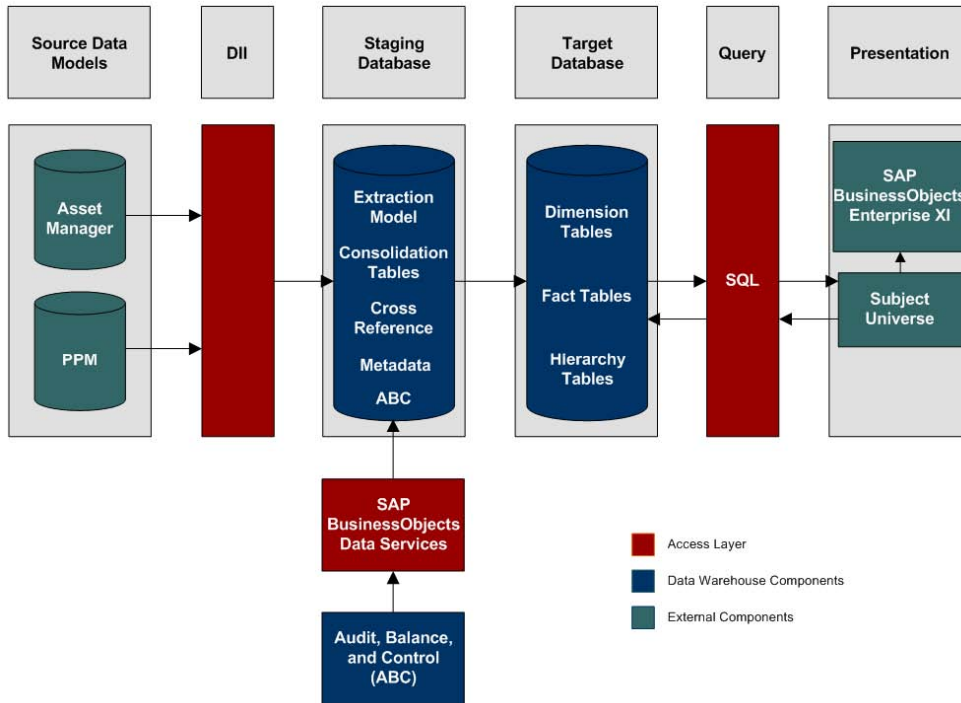 Source Data
Models
DII
Staging
Database
Target
Database
Query
Presentation
Asset
Manager
PPM
Extraction
Model
Consolidation
Tables
Cross
Reference
Metadata
ABC
Dimension
Tables
Fact Tables
HIerarchy
Tables
SQL
SAP
BusinessObjects
Enterprise XI
Subject
Universe
SAP
BusinessObjects
Data Services
Audit, Balance,
and Control
(ABC)
Access Layer
Data Warehouse Components
External Components